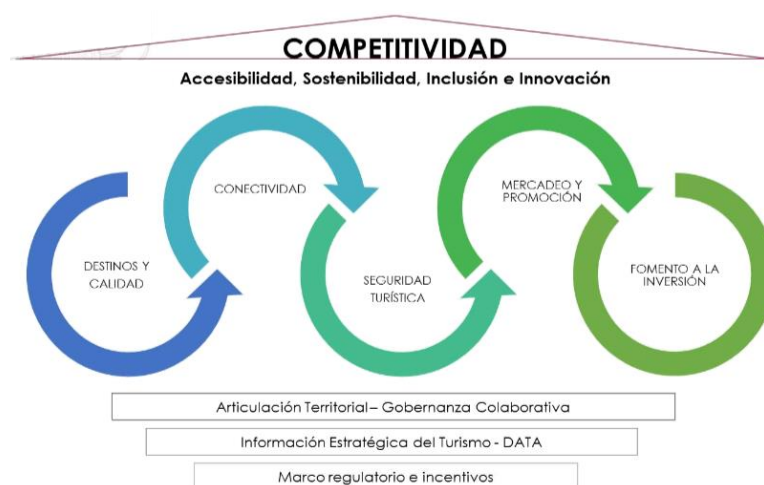 COMPETITIVIDAD
Accesibilidad, Sostenibilidad, Inclusión e Innovación
DESTINOS Y
CALIDAD
CONECTIVIDAD
SEGURIDAD
TURÍSTICA
MERCADEO Y
PROMOCIÓN
FOMENTO A LA
INVERSIÓN
Articulación Territorial – Gobernanza Colaborativa
Información Estratégica del Turismo - DATA
Marco regulatorio e incentivos